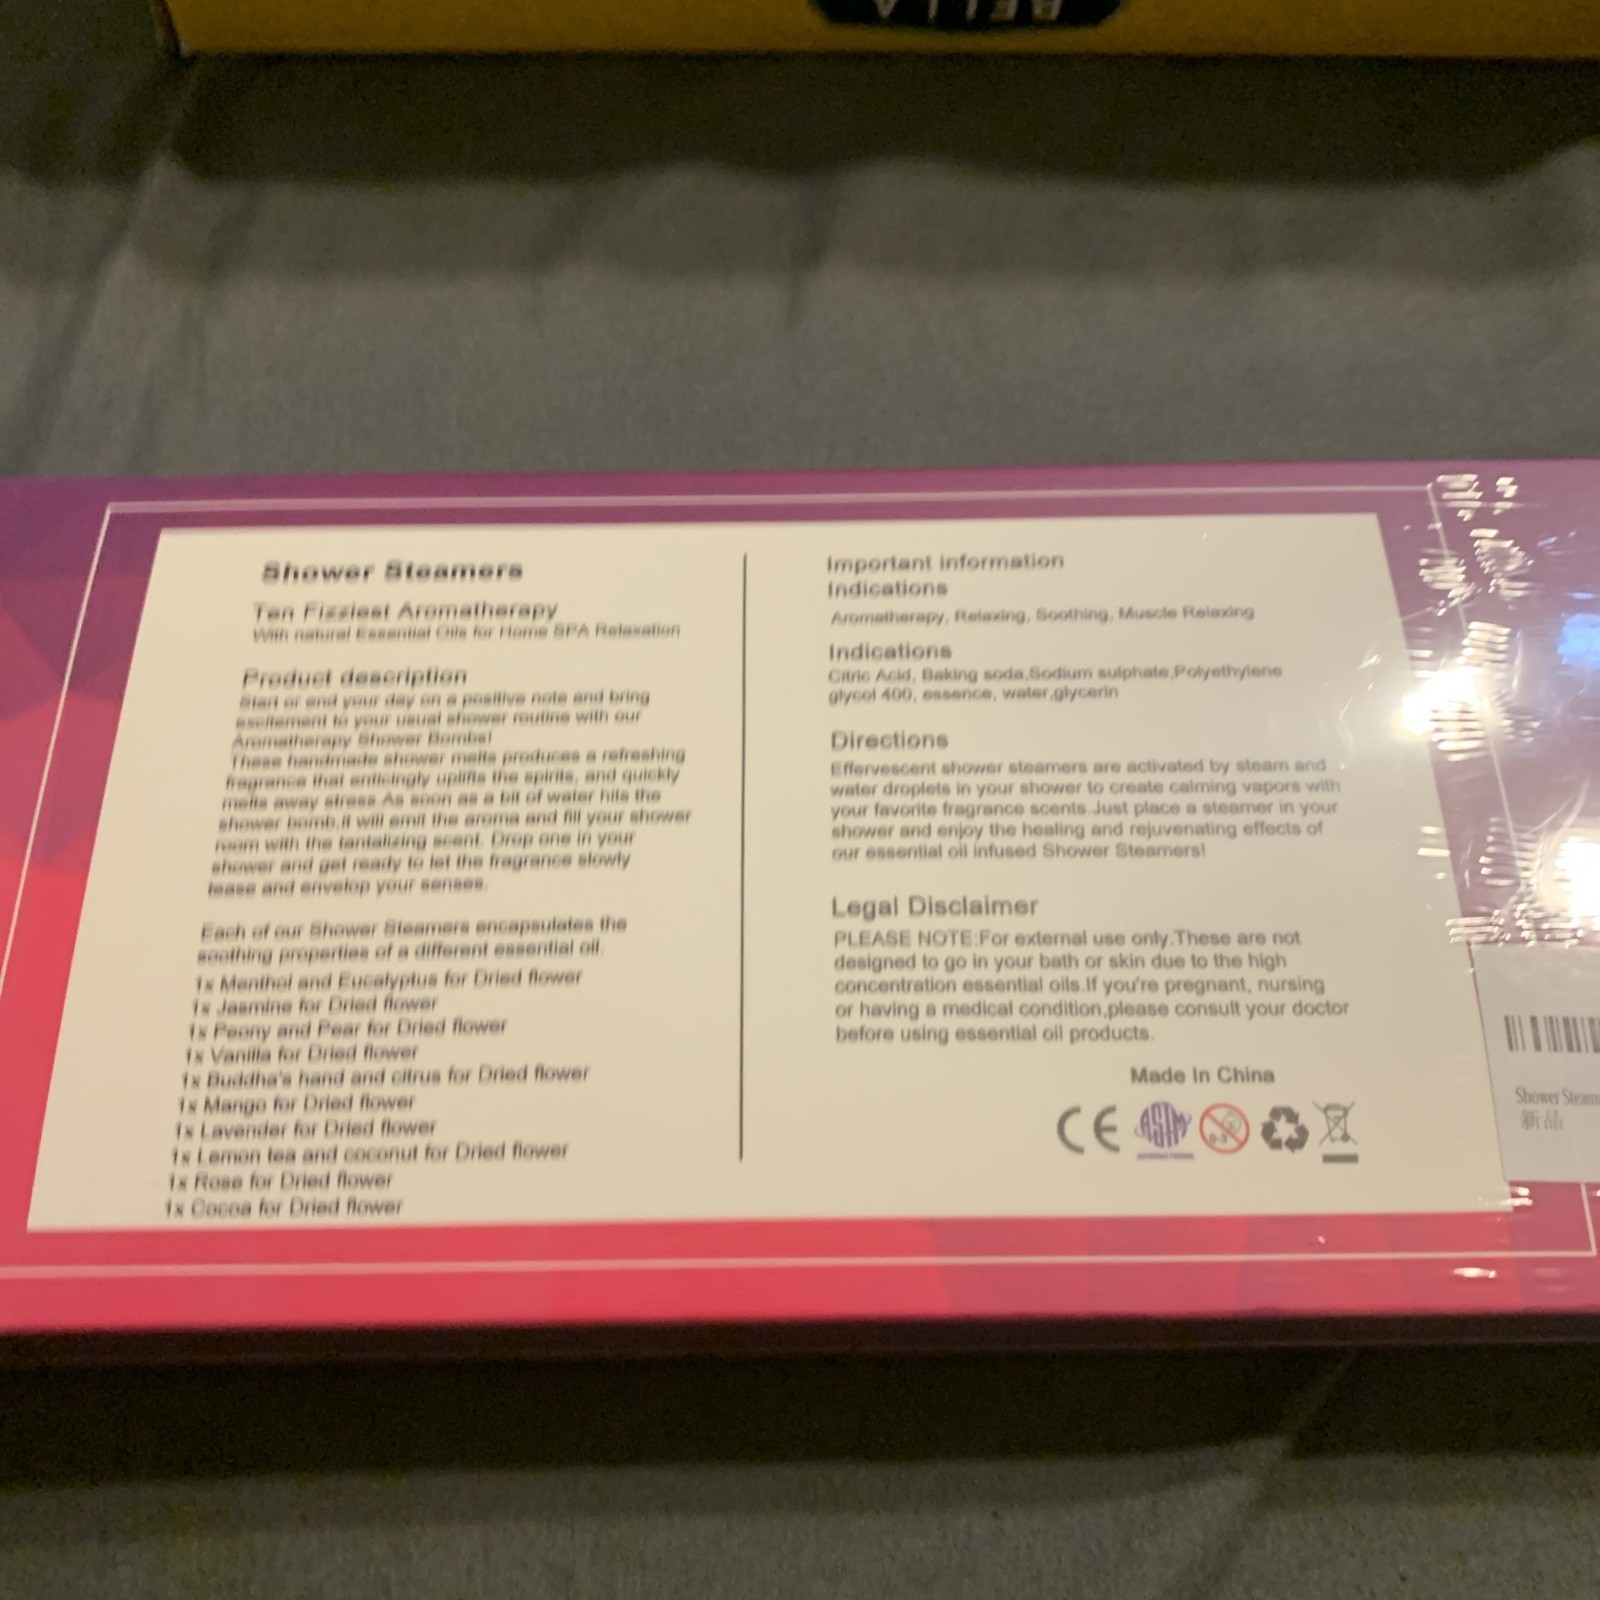 BELLA
Shower Steamers
Ten Fizziest Aromatherapy
With natural Essential Oils for Home SPA Relaxation
Product description
Start or end your day on a positive note and bring
excitement to your usual shower routine with our
Aromatherapy Shower Bombs!
These handmade shower melts produces a refreshing
fragrance that enticingly uplifts the spirits, and quickly
melts away stress As soon as a bit of water hits the
shower bomb,it will emit the aroma and fill your shower
room with the tantalizing scent. Drop one in your
shower and get ready to let the fragrance slowly
tease and envelop your senses.
Each of our Shower Steamers encapsulates the
soothing properties of a different essential oil.
1x Menthol and Eucalyptus for Dried flower
1x Jasmine for Dried flower
1x Peony and Pear for Dried flower
1x Vanilla for Dried flower
1x Buddha's hand and citrus for Dried flower
1x Mango for Dried flower
1x Lavender for Dried flower
1x Lemon tea and coconut for Dried flower
1x Rose for Dried flower
1x Cocoa for Dried flower
Important information
Indications
Aromatherapy, Relaxing, Soothing, Muscle Relaxing
Indications
Citric Acid, Baking soda,Sodium sulphate,Polyethylene
glycol 400, essence, water,glycerin
Directions
Effervescent shower steamers are activated by steam and
water droplets in your shower to create calming vapors with
your favorite fragrance scents.Just place a steamer in your
shower and enjoy the healing and rejuvenating effects of
our essential oil infused Shower Steamers!
Legal Disclaimer
PLEASE NOTE:For external use only.These are not
designed to go in your bath or skin due to the high
concentration essential oils.If you're pregnant, nursing
or having a medical condition,please consult your doctor
before using essential oil products.
Made In China
CE ASTM 0-3
Shower Steam
新品